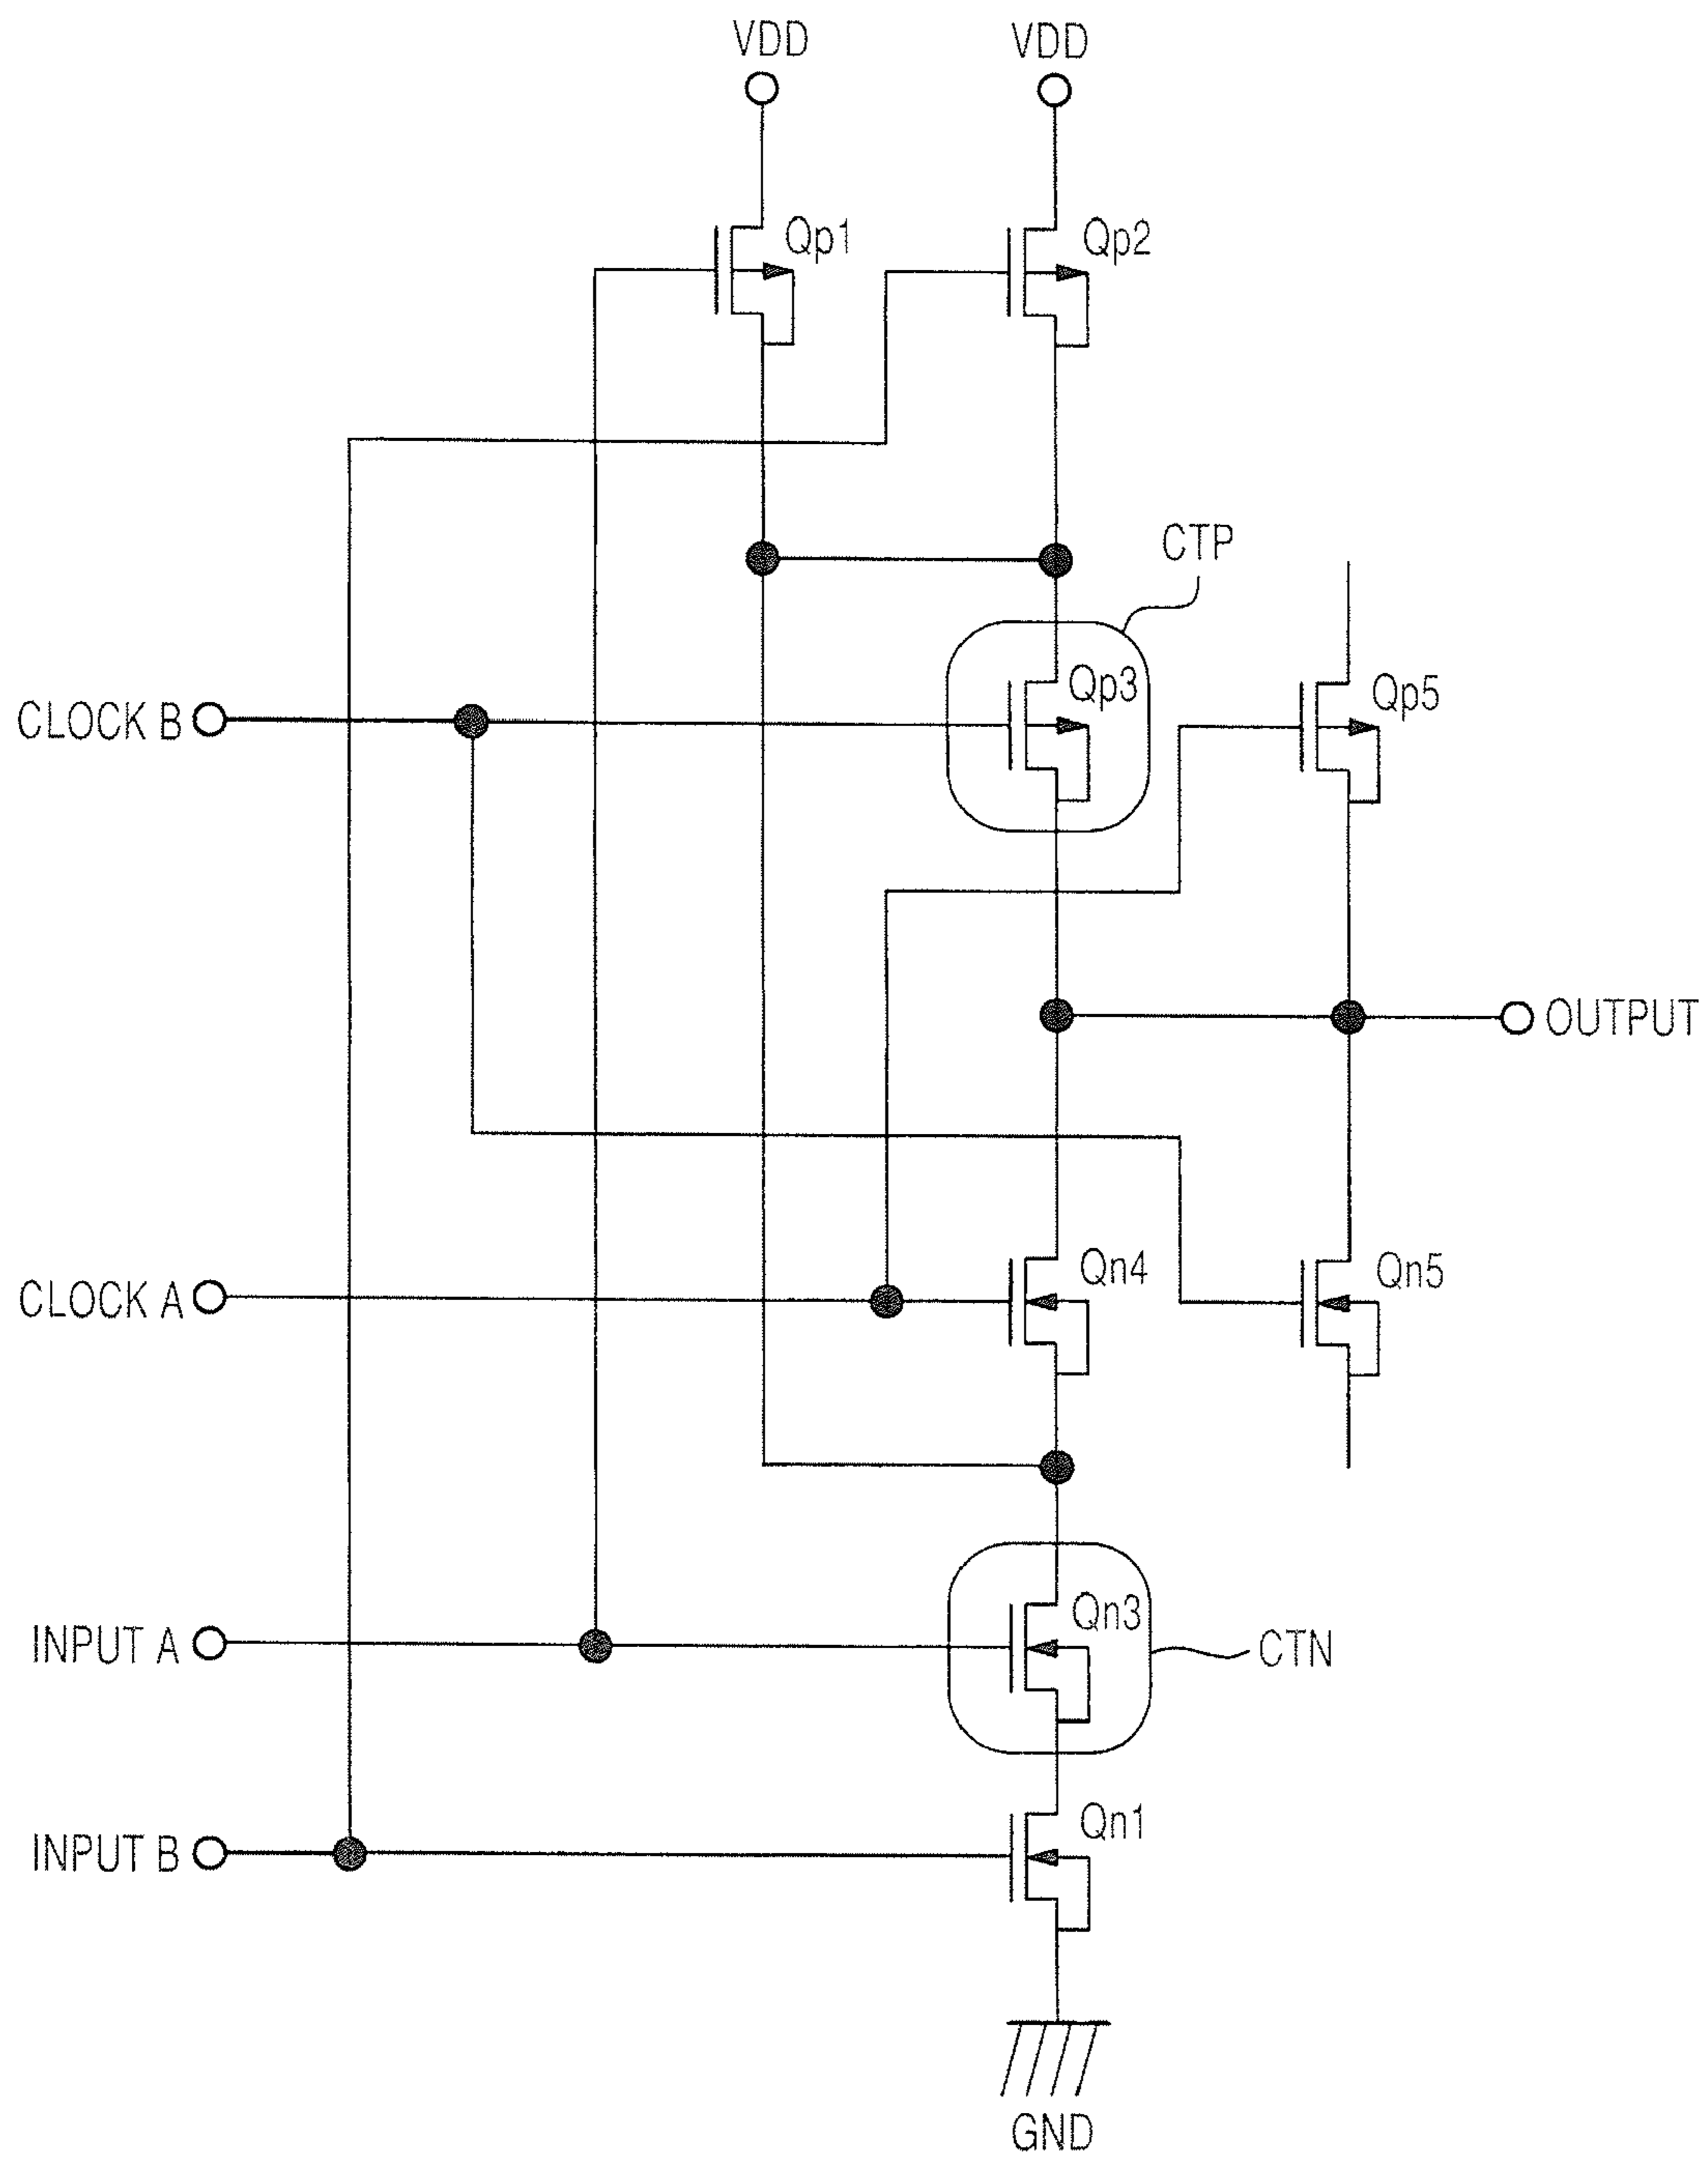 VDD
VDD
Qp1
Qp2
CTP
Qp3
Qp5
CLOCK B
OUTPUT
Qn4
Qn5
CLOCK A
Qn3
INPUT A
CTN
Qn1
INPUT B
GND